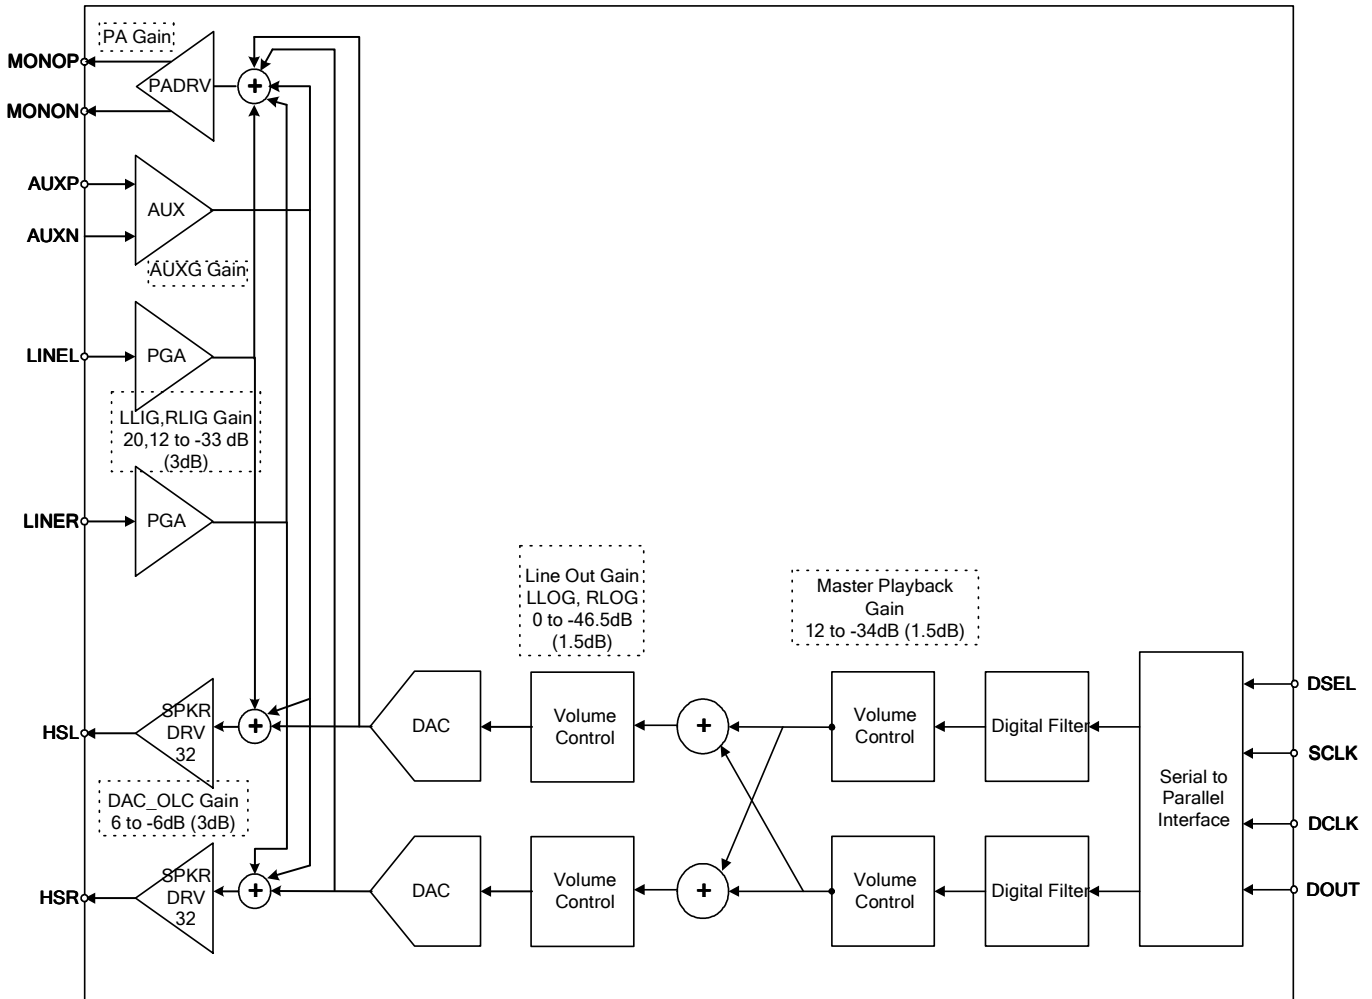 PA Gain
MONOP
PADRV
+
MONON
AUXP
AUX
AUXN
AUXG Gain
LINEL
PGA
LLIG,RLIG Gain
20,12 to -33 dB
(3dB)
LINER
PGA
Line Out Gain
LLOG, RLOG
0 to -46.5dB
(1.5dB)
Master Playback
Gain
12 to -34dB (1.5dB)
HSL
SPKR
DRV
32
+
DAC
Volume
Control
+
Volume
Control
Digital Filter
Serial to
Parallel
Interface
DSEL
SCLK
DCLK
DOUT
DAC_OLC Gain
6 to -6dB (3dB)
HSR
SPKR
DRV
32
+
DAC
Volume
Control
+
Volume
Control
Digital Filter